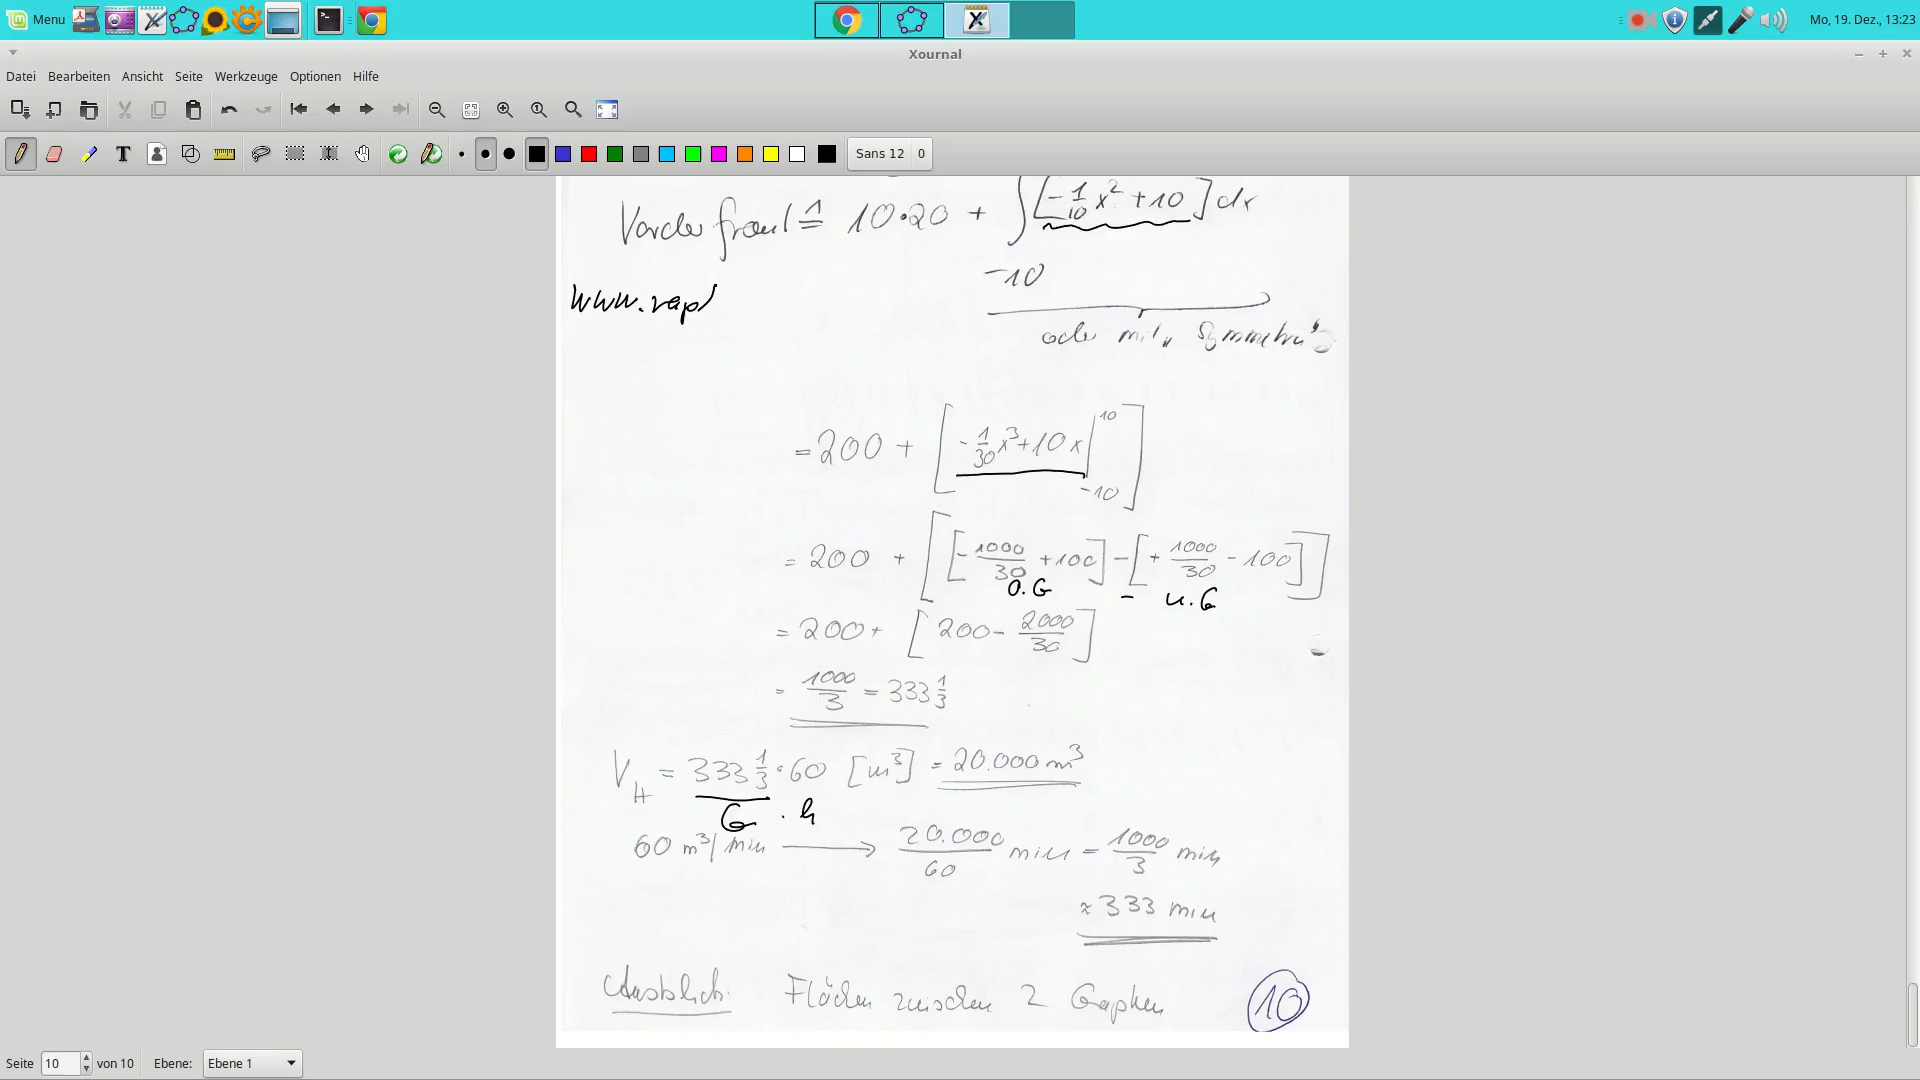 Menu Mo, 19. Dez., 13:23
Xournal
Datei Bearbeiten Ansicht Seite Werkzeuge Optionen Hilfe
Sans 12 0
≙ 10·20 + ∫ [-1/10 x² + 10] dx
-10
www.rapl
oder mit "Symmetrie"
= 200 + [-1/30 x³ + 10x |10 -10]
= 200 + [[-1000/30 + 100] - [+1000/30 - 100]]
O.G - u.G
= 200 + [200 - 2000/30]
= 1000/3 = 333 1/3
V_H = 333 1/3 · 60 [m³] = 20.000 m³
G · h
60 m³/min → 20.000/60 min = 1000/3 min
≈ 333 min
Ausblick: Flächen zwischen 2 Graphen 10
Seite 10 von 10 Ebene: Ebene 1